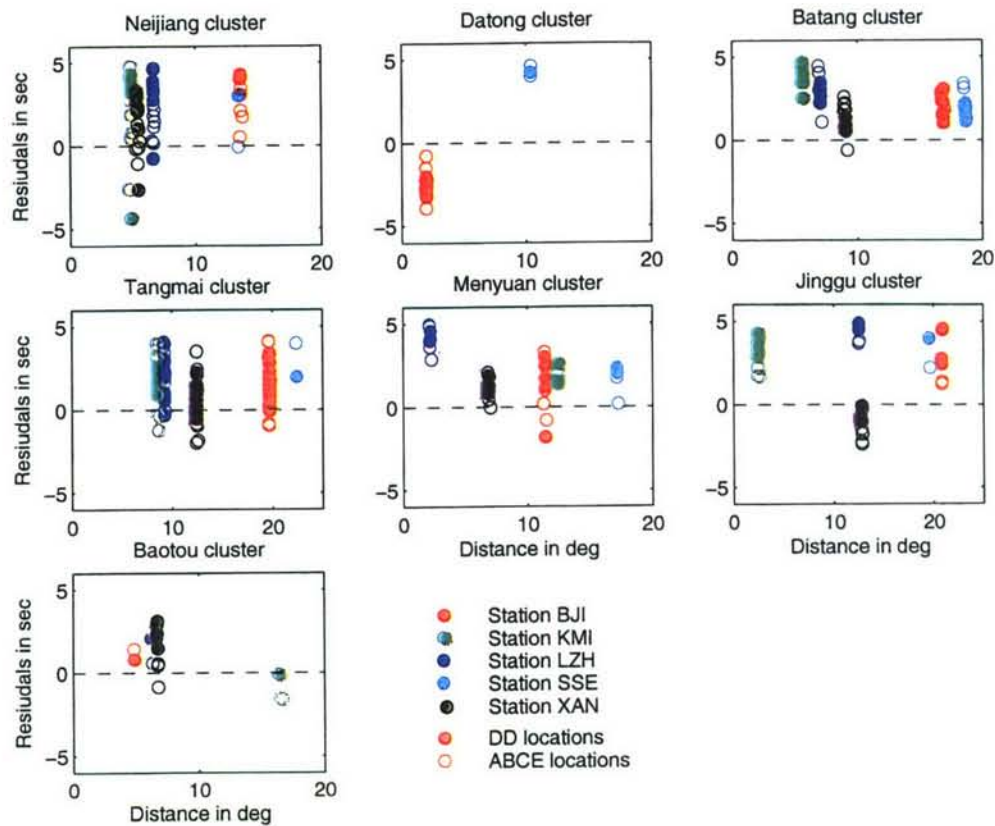 Neijiang cluster
Datong cluster
Batang cluster
Resiudals in sec
5
0
−5
0 10 20
5
0
−5
0 10 20
5
0
−5
0 10 20
Tangmai cluster
Menyuan cluster
Jinggu cluster
Resiudals in sec
5
0
−5
0 10 20
5
0
−5
0 10 20
Distance in deg
5
0
−5
0 10 20
Distance in deg
Baotou cluster
Resiudals in sec
5
0
−5
0 10 20
Distance in deg
Station BJI
Station KMI
Station LZH
Station SSE
Station XAN
DD locations
ABCE locations